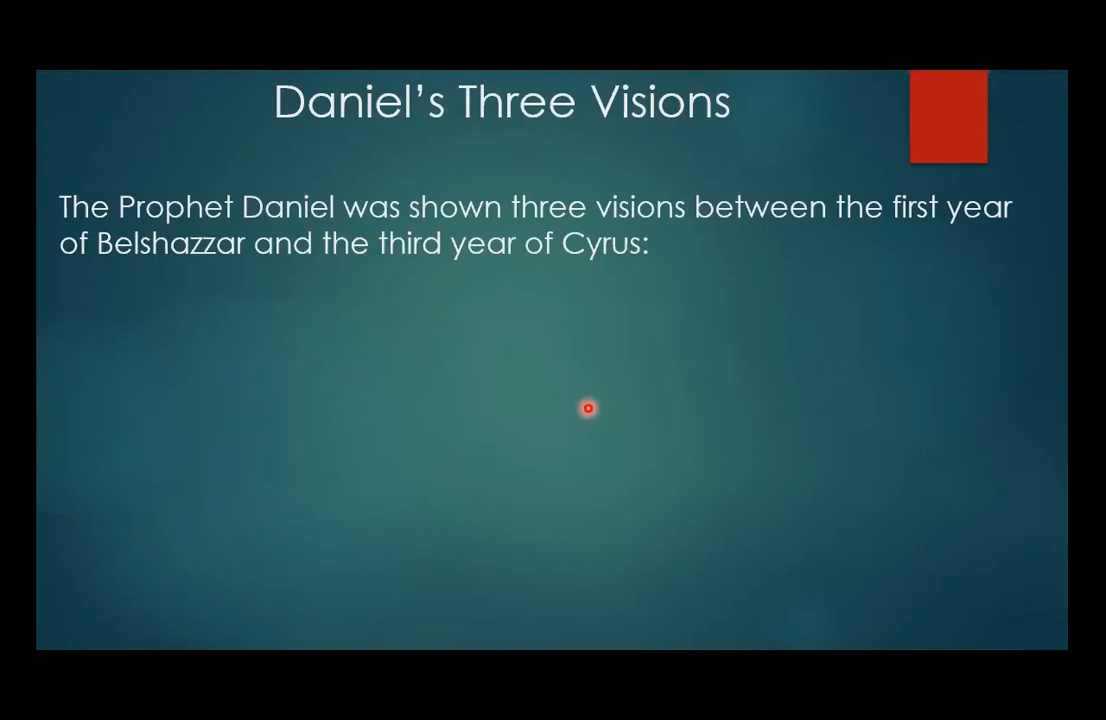 Daniel’s Three Visions
The Prophet Daniel was shown three visions between the first year
of Belshazzar and the third year of Cyrus: